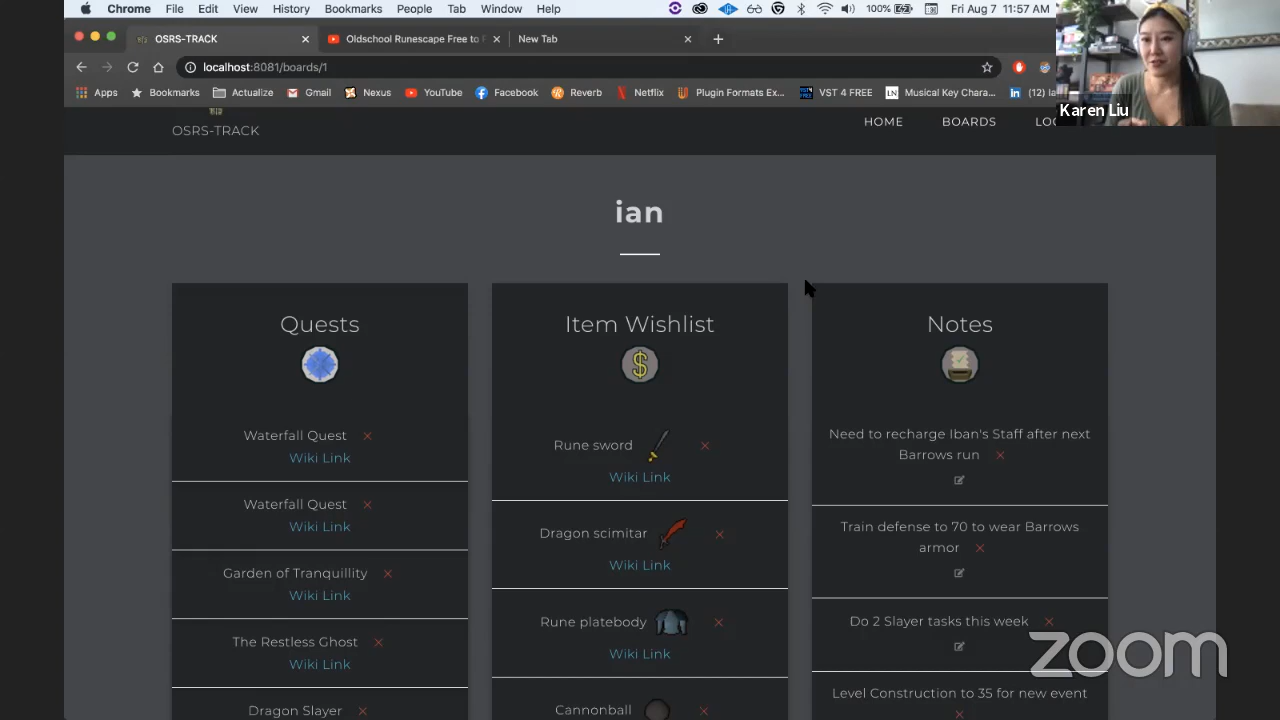 Chrome File Edit View History Bookmarks People Tab Window Help 100% Fri Aug 7 11:57 AM
OSRS-TRACK Oldschool Runescape Free to F New Tab
localhost:8081/boards/1
Apps Bookmarks Actualize Gmail Nexus YouTube Facebook Reverb Netflix Plugin Formats Ex... VST 4 FREE Musical Key Chara... (12)
Karen Liu
OSRS-TRACK
HOME BOARDS
ian
Quests
Waterfall Quest
Wiki Link
Waterfall Quest
Wiki Link
Garden of Tranquillity
Wiki Link
The Restless Ghost
Wiki Link
Dragon Slayer
Item Wishlist
Rune sword
Wiki Link
Dragon scimitar
Wiki Link
Rune platebody
Wiki Link
Cannonball
Notes
Need to recharge Iban's Staff after next
Barrows run
Train defense to 70 to wear Barrows
armor
Do 2 Slayer tasks this week
Level Construction to 35 for new event
zoom